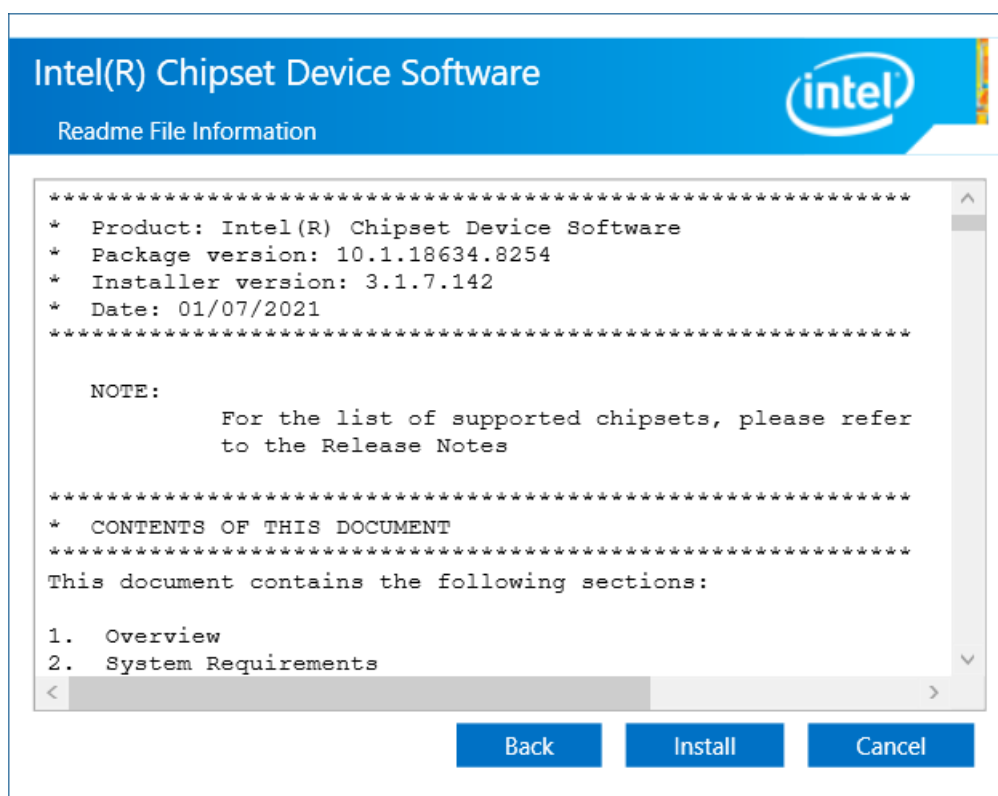 Intel(R) Chipset Device Software
intel
Readme File Information
*************************************************************
*  Product: Intel(R) Chipset Device Software
*  Package version: 10.1.18634.8254
*  Installer version: 3.1.7.142
*  Date: 01/07/2021
*************************************************************
NOTE:
For the list of supported chipsets, please refer
to the Release Notes
*************************************************************
*  CONTENTS OF THIS DOCUMENT
*************************************************************
This document contains the following sections:
1.  Overview
2.  System Requirements
Back
Install
Cancel